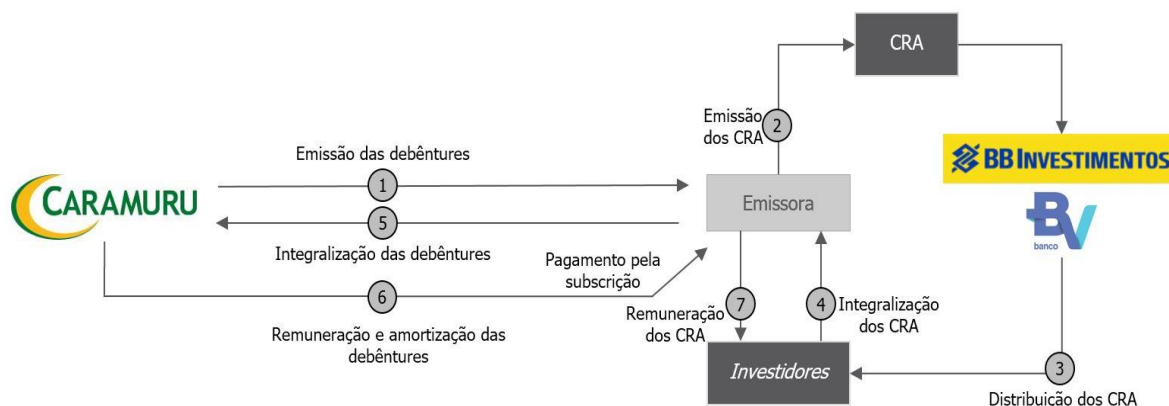 CRA
Emissão
dos CRA
2
Emissão das debêntures
1
BB INVESTIMENTOS
CARAMURU
Emissora
BV
banco
5
Integralização das debêntures
Pagamento pela
subscrição
6
Remuneração e amortização das
debêntures
7
Remuneração
dos CRA
4
Integralização
dos CRA
Investidores
3
Distribuicão dos CRA